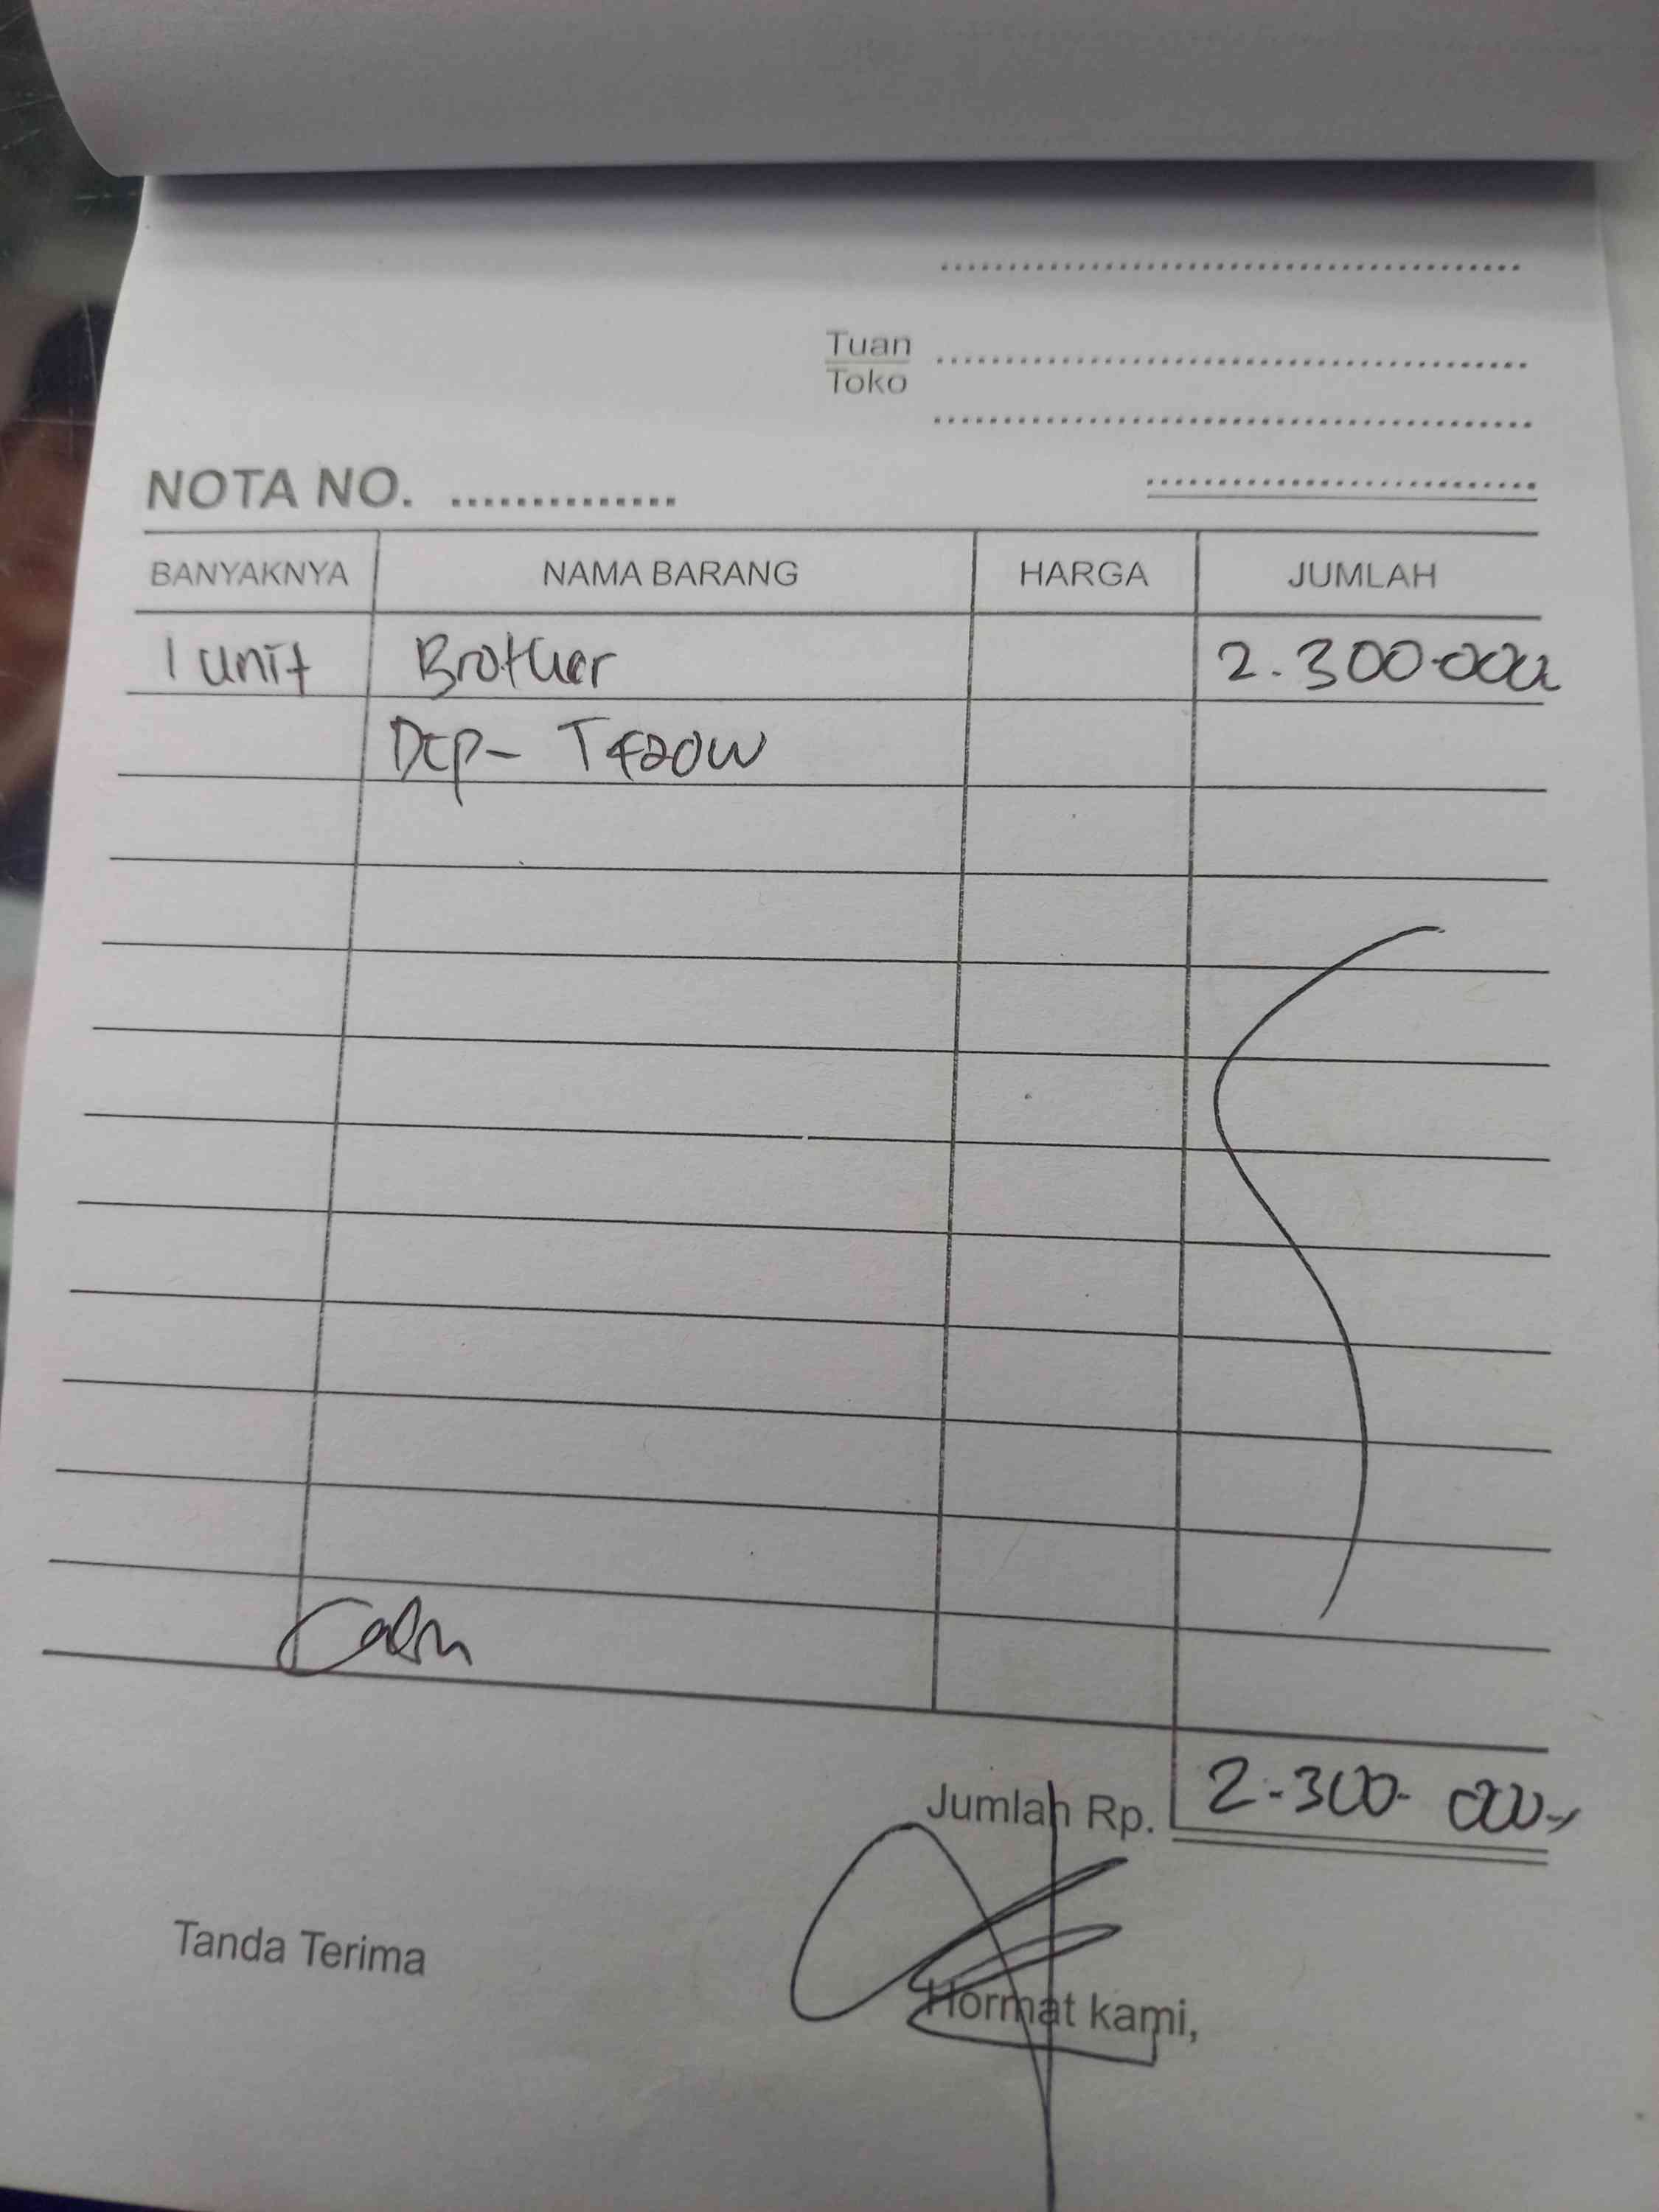 Tuan
Toko
NOTA NO. ..............
BANYAKNYA NAMA BARANG HARGA JUMLAH
1 unit Brother 2.300.000
Dcp- T420W
Cash
Jumlah Rp. 2.300.000,-
Tanda Terima
Hormat kami,